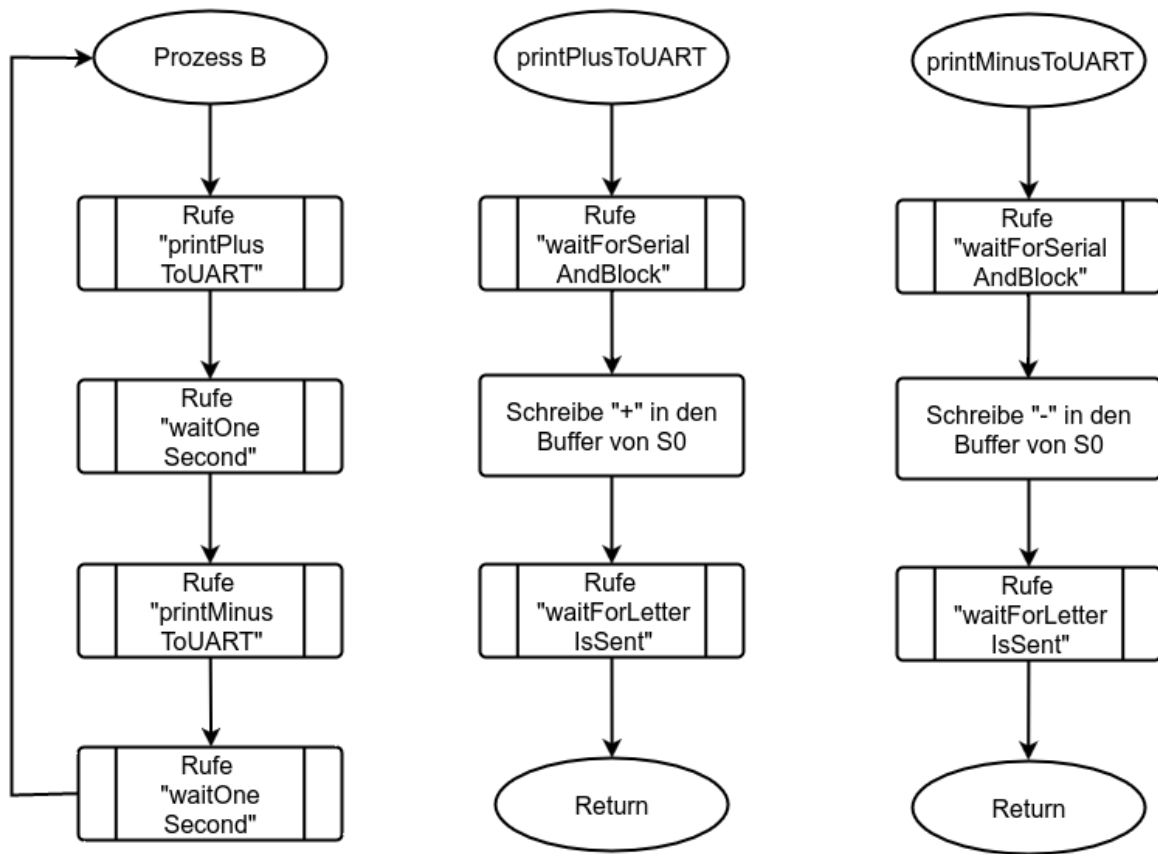 Prozess B
Rufe
"printPlus
ToUART"
Rufe
"waitOne
Second"
Rufe
"printMinus
ToUART"
Rufe
"waitOne
Second"
printPlusToUART
Rufe
"waitForSerial
AndBlock"
Schreibe "+" in den
Buffer von S0
Rufe
"waitForLetter
IsSent"
Return
printMinusToUART
Rufe
"waitForSerial
AndBlock"
Schreibe "-" in den
Buffer von S0
Rufe
"waitForLetter
IsSent"
Return